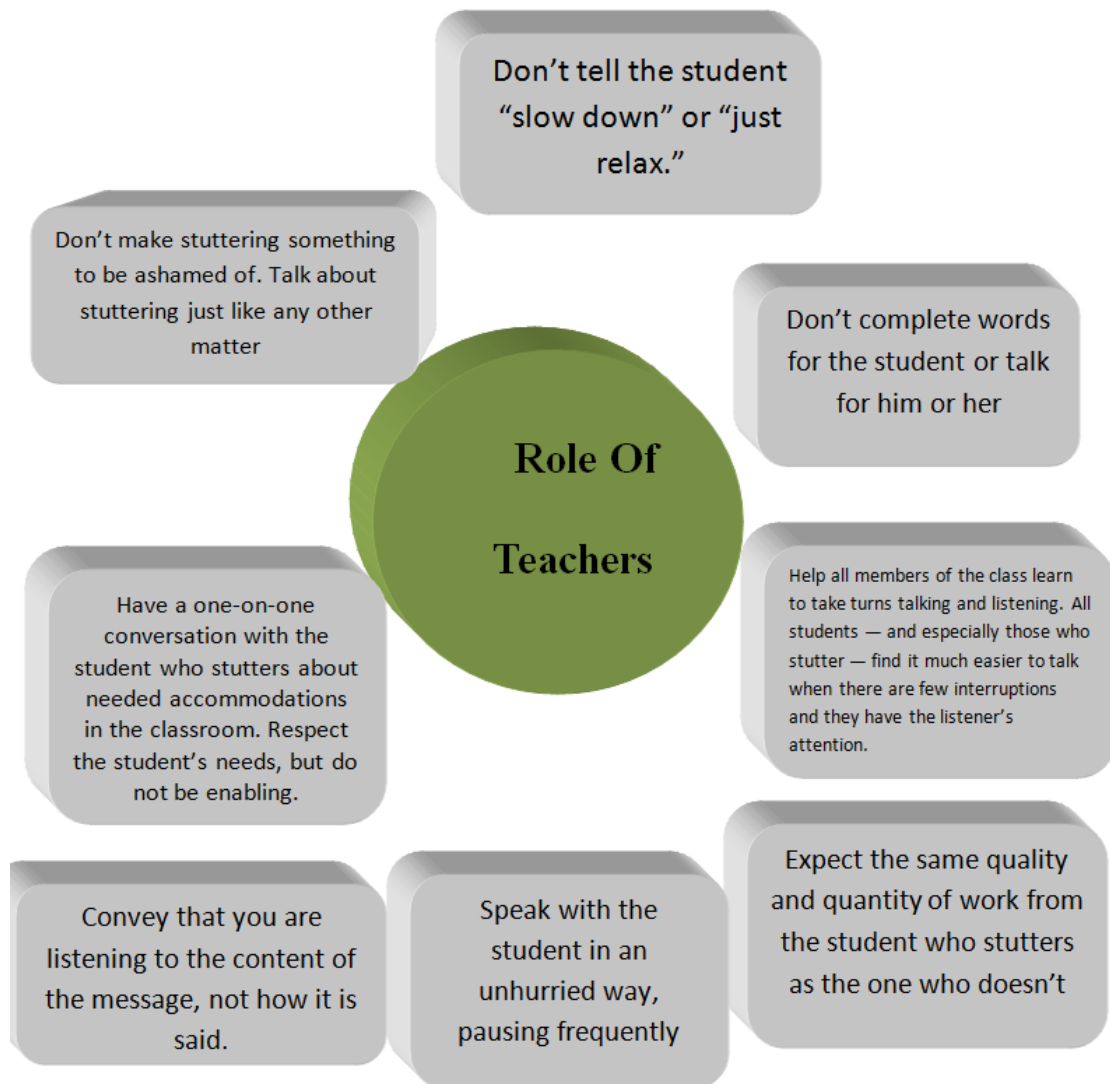 Don’t tell the student
“slow down” or “just
relax.”
Don’t make stuttering something
to be ashamed of. Talk about
stuttering just like any other
matter
Don’t complete words
for the student or talk
for him or her
Role Of
Teachers
Help all members of the class learn
to take turns talking and listening. All
students — and especially those who
stutter — find it much easier to talk
when there are few interruptions
and they have the listener’s
attention.
Have a one-on-one
conversation with the
student who stutters about
needed accommodations
in the classroom. Respect
the student’s needs, but do
not be enabling.
Expect the same quality
and quantity of work from
the student who stutters
as the one who doesn’t
Speak with the
student in an
unhurried way,
pausing frequently
Convey that you are
listening to the content of
the message, not how it is
said.